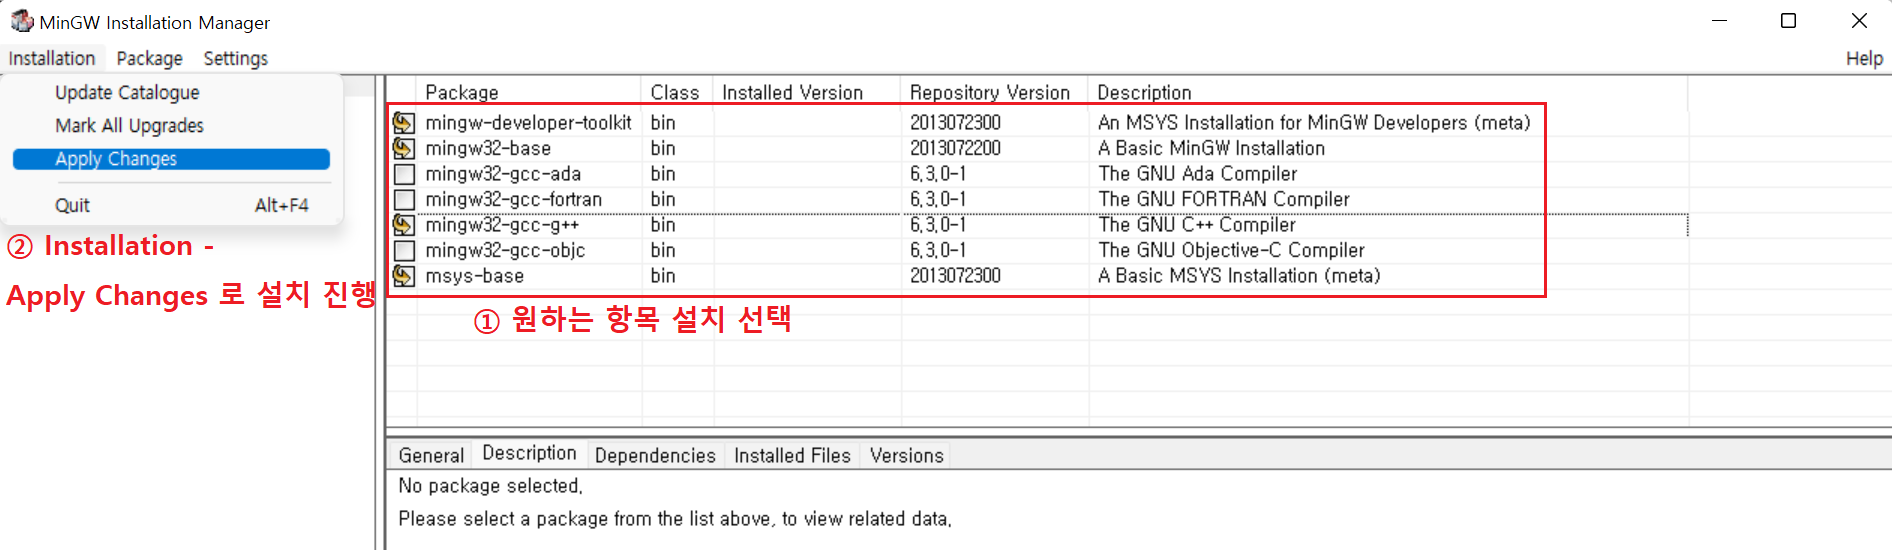 MinGW Installation Manager
Installation Package Settings Help
Update Catalogue
Mark All Upgrades
Apply Changes
Quit Alt+F4
② Installation -
Apply Changes 로 설치 진행
Package Class Installed Version Repository Version Description
mingw-developer-toolkit bin 2013072300 An MSYS Installation for MinGW Developers (meta)
mingw32-base bin 2013072200 A Basic MinGW Installation
mingw32-gcc-ada bin 6.3.0-1 The GNU Ada Compiler
mingw32-gcc-fortran bin 6.3.0-1 The GNU FORTRAN Compiler
mingw32-gcc-g++ bin 6.3.0-1 The GNU C++ Compiler
mingw32-gcc-objc bin 6.3.0-1 The GNU Objective-C Compiler
msys-base bin 2013072300 A Basic MSYS Installation (meta)
① 원하는 항목 설치 선택
General Description Dependencies Installed Files Versions
No package selected.
Please select a package from the list above, to view related data.